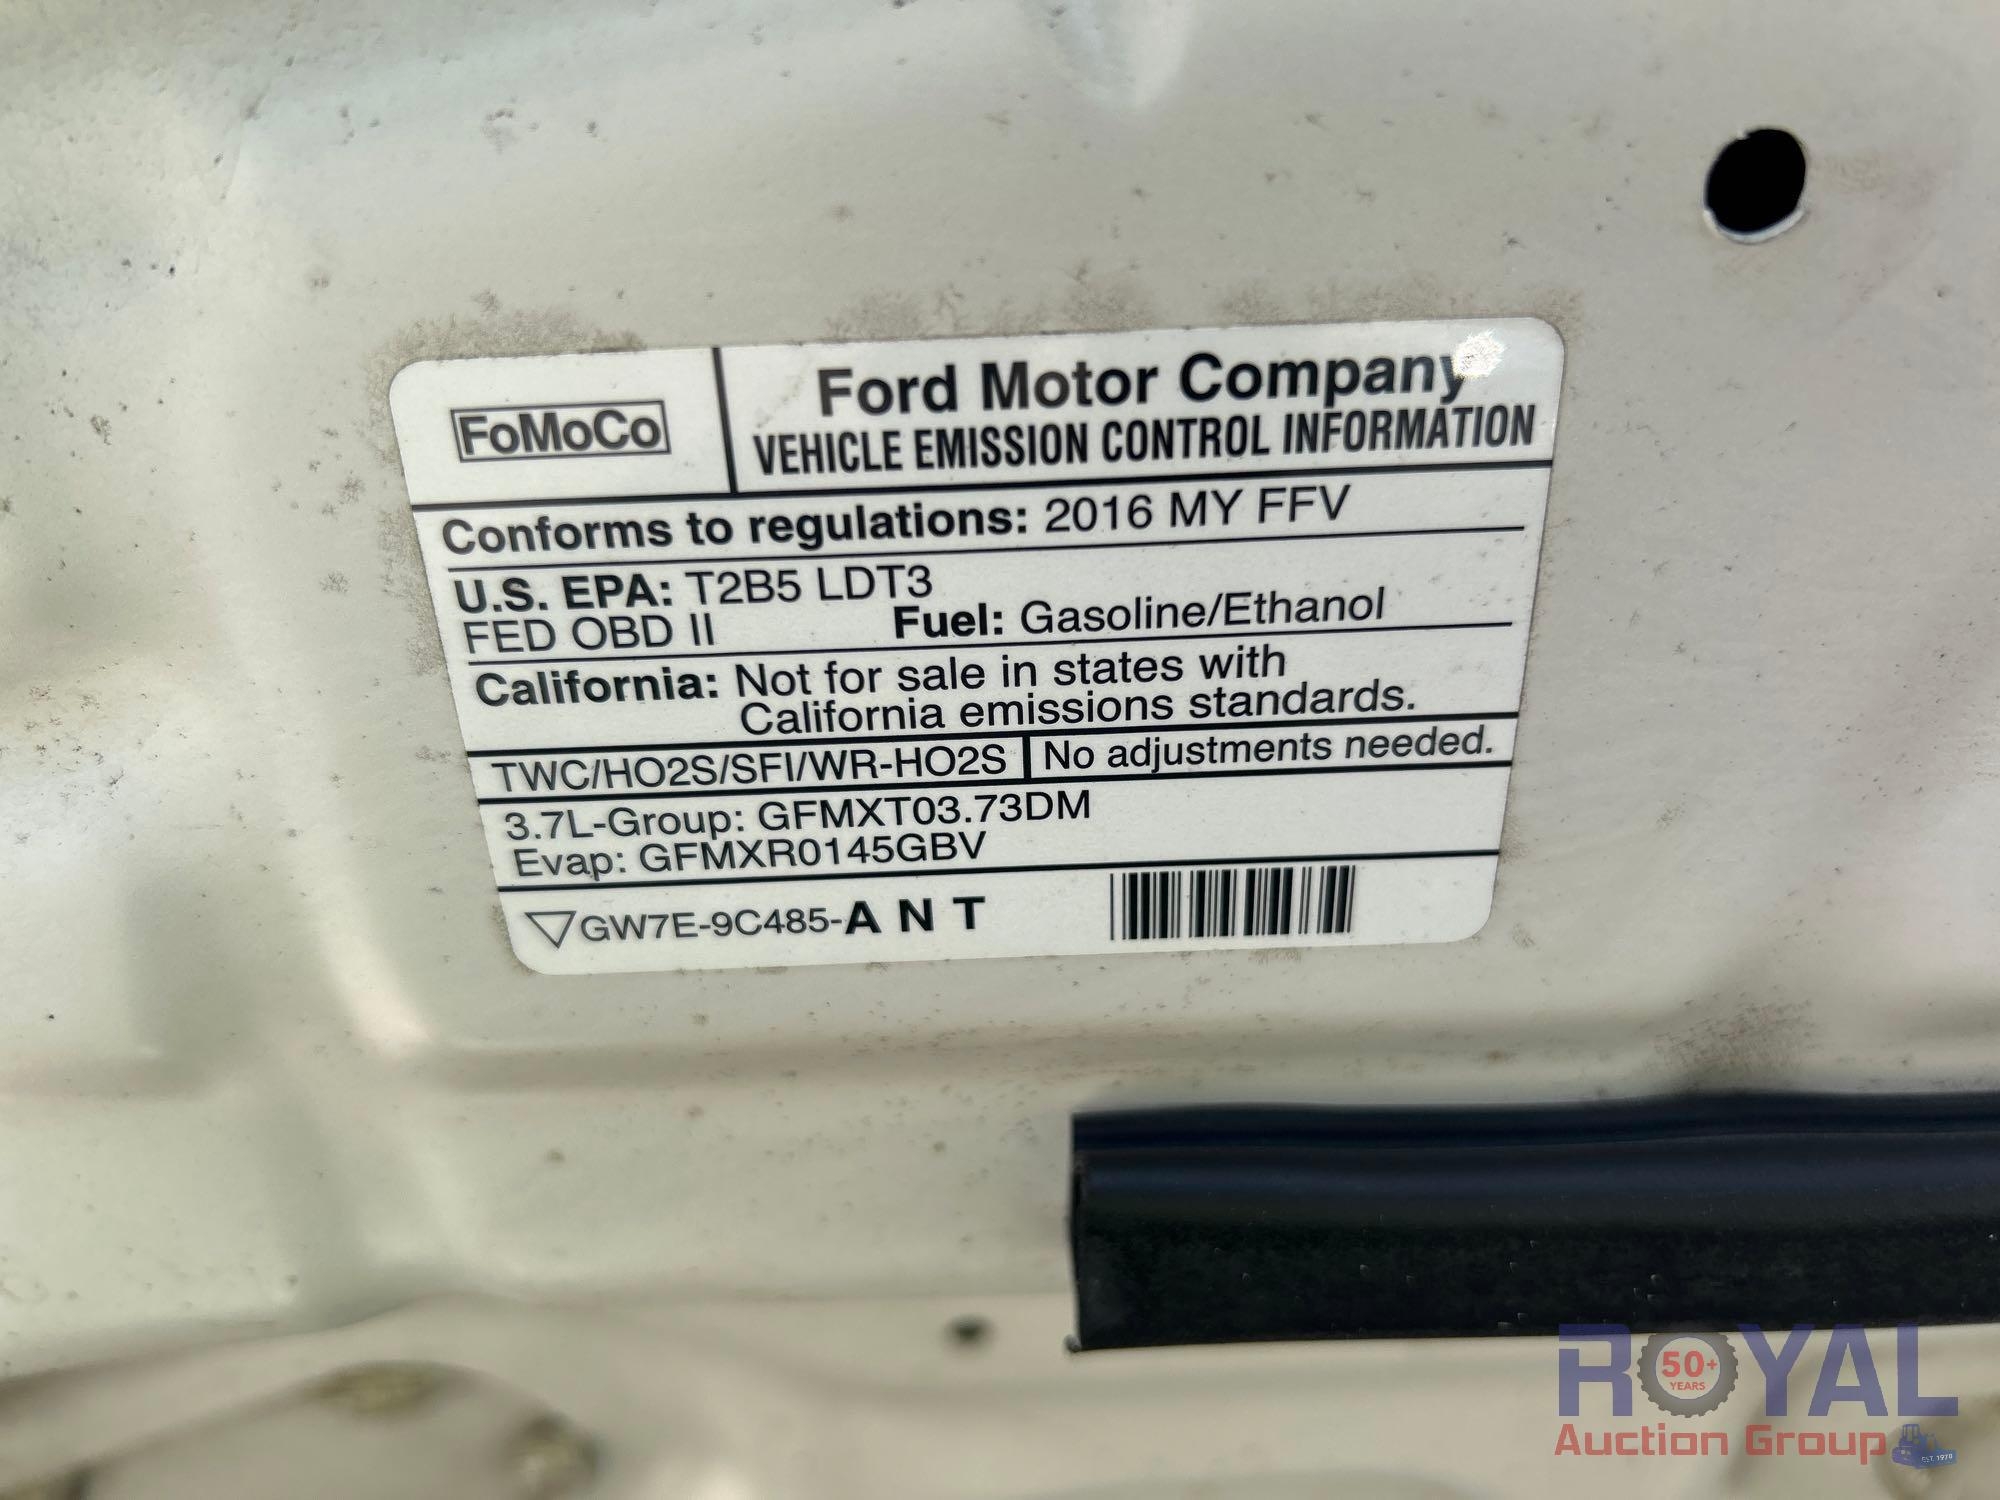 FoMoCo
Ford Motor Company
VEHICLE EMISSION CONTROL INFORMATION
Conforms to regulations: 2016 MY FFV
U.S. EPA: T2B5 LDT3
FED OBD II Fuel: Gasoline/Ethanol
California: Not for sale in states with
California emissions standards.
TWC/HO2S/SFI/WR-HO2S No adjustments needed.
3.7L-Group: GFMXT03.73DM
Evap: GFMXR0145GBV
GW7E-9C485-A N T
ROYAL
50+
YEARS
Auction Group
EST. 1970